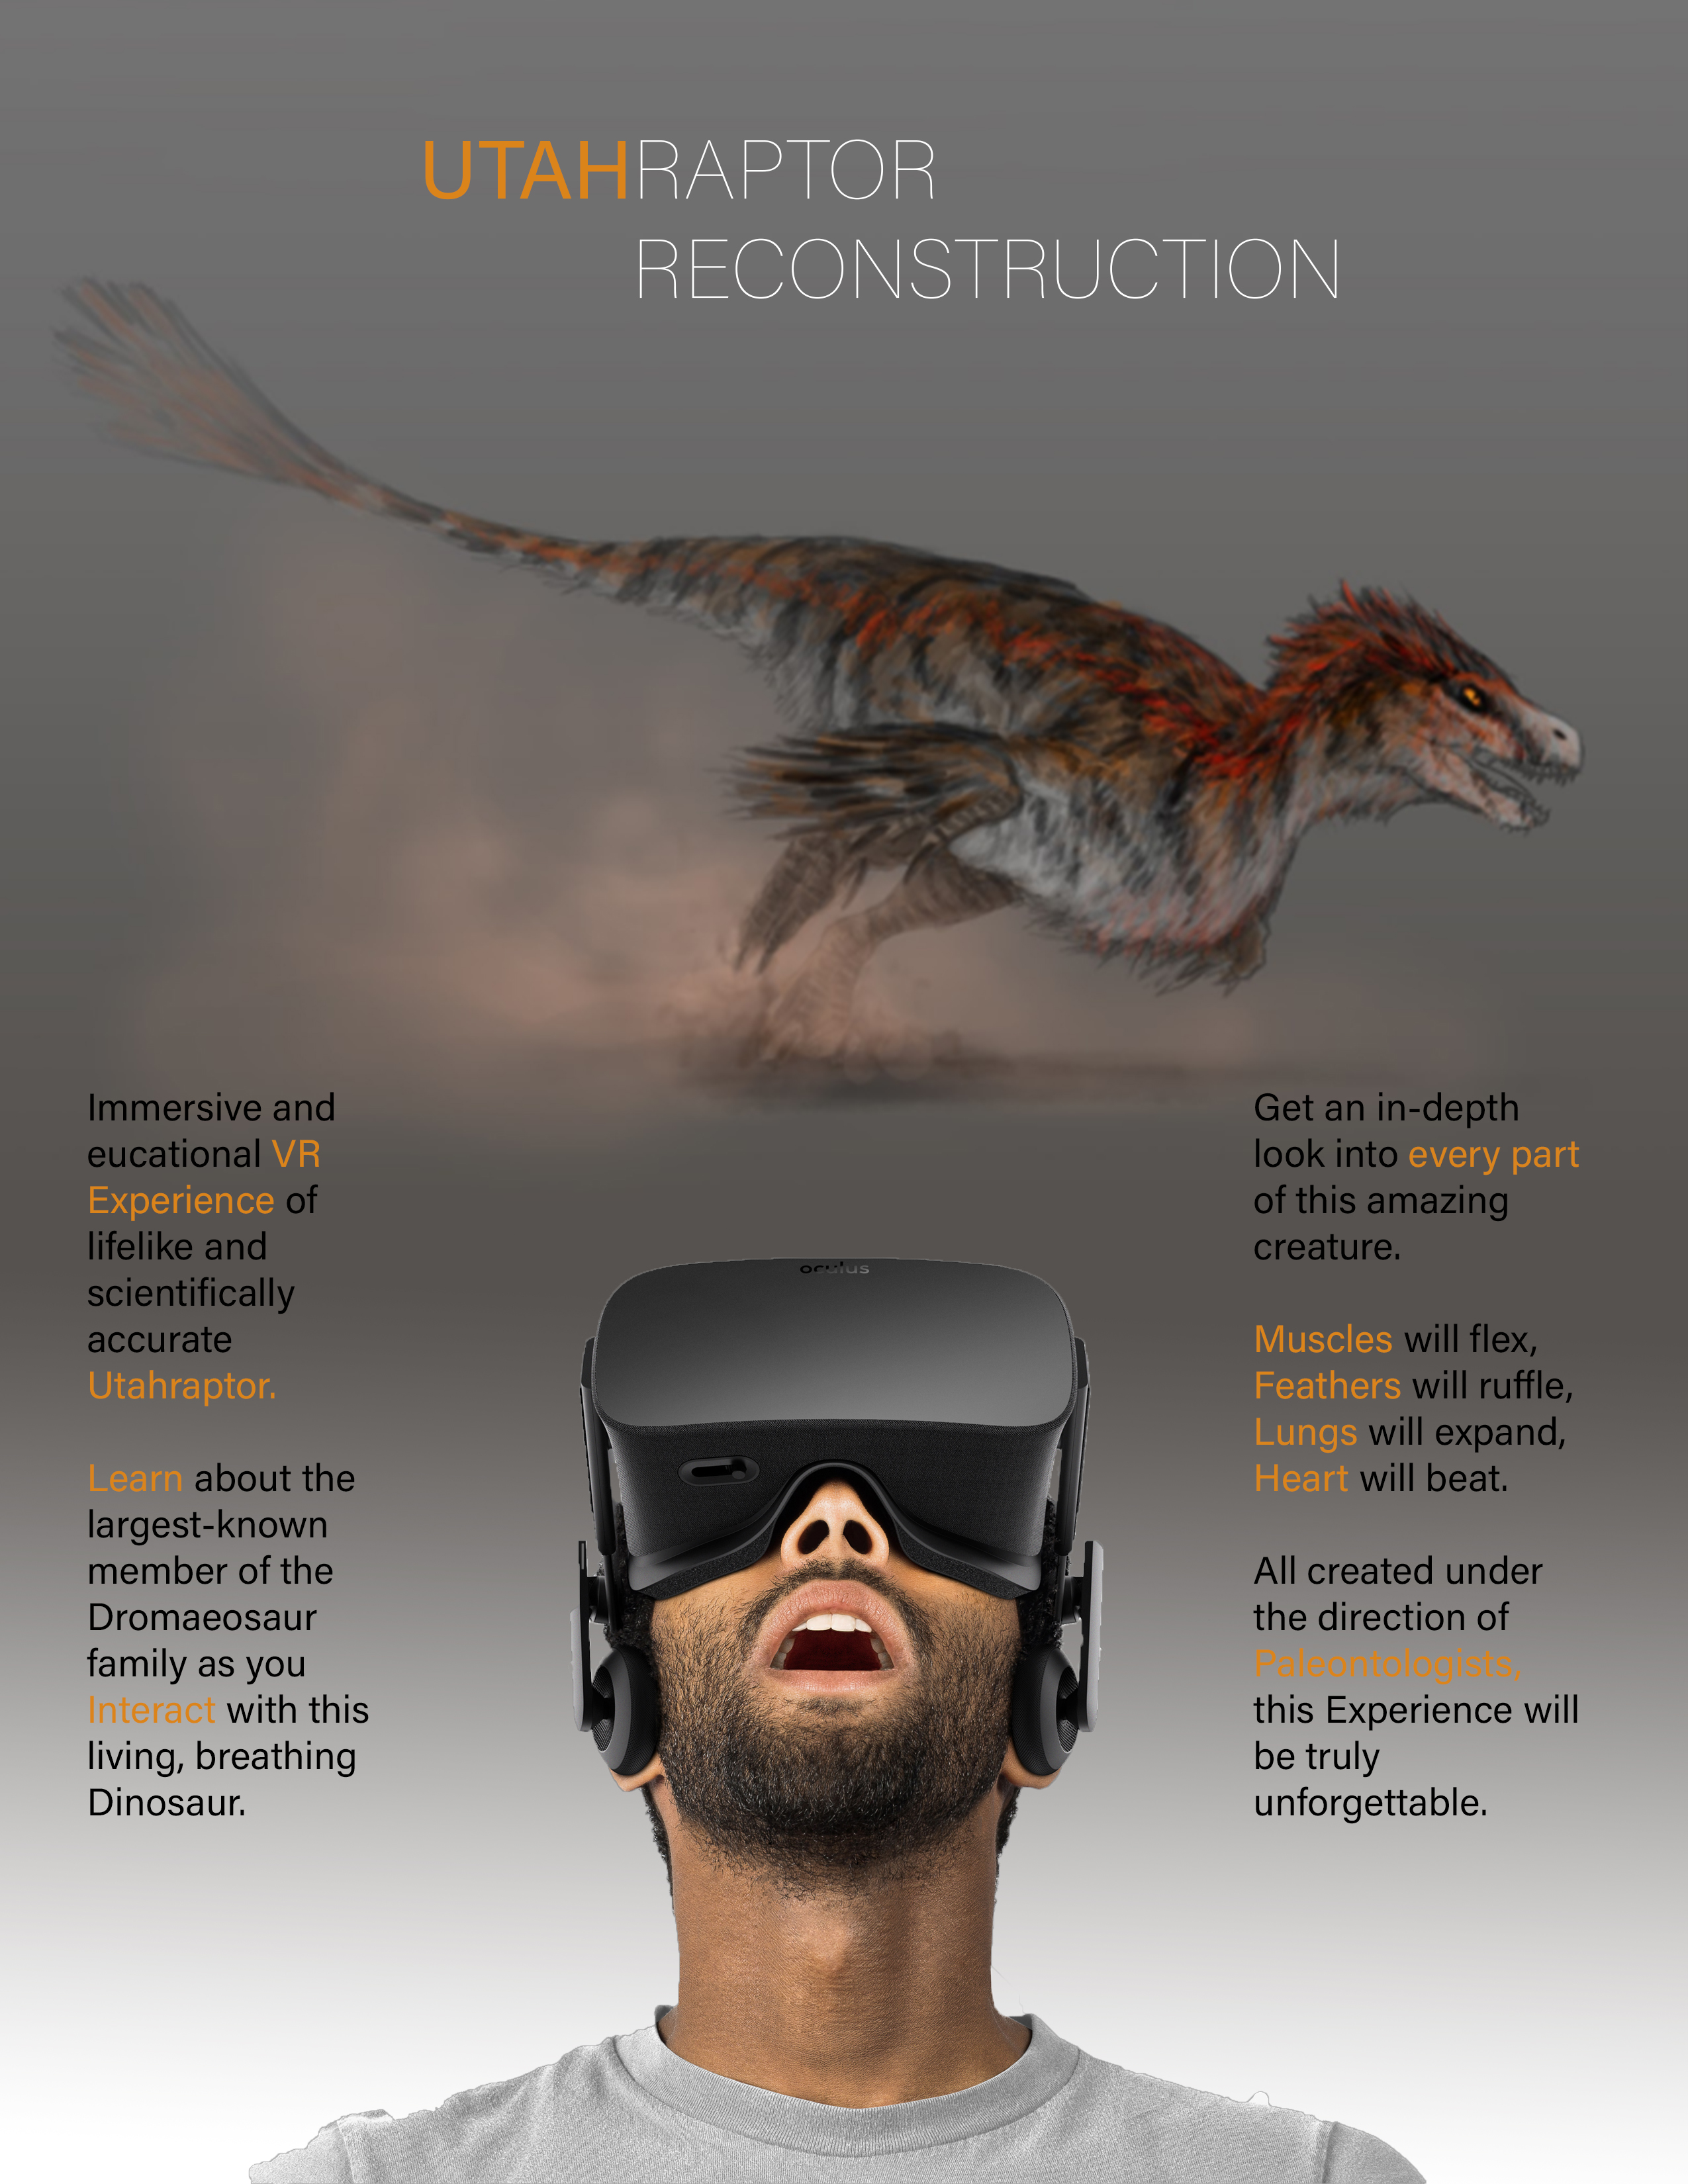 UTAHRAPTOR
RECONSTRUCTION
Immersive and
eucational VR
Experience of
lifelike and
scientifically
accurate
Utahraptor.
Learn about the
largest-known
member of the
Dromaeosaur
family as you
Interact with this
living, breathing
Dinosaur.
Get an in-depth
look into every part
of this amazing
creature.
Muscles will flex,
Feathers will ruffle,
Lungs will expand,
Heart will beat.
All created under
the direction of
Paleontologists,
this Experience will
be truly
unforgettable.
oculus